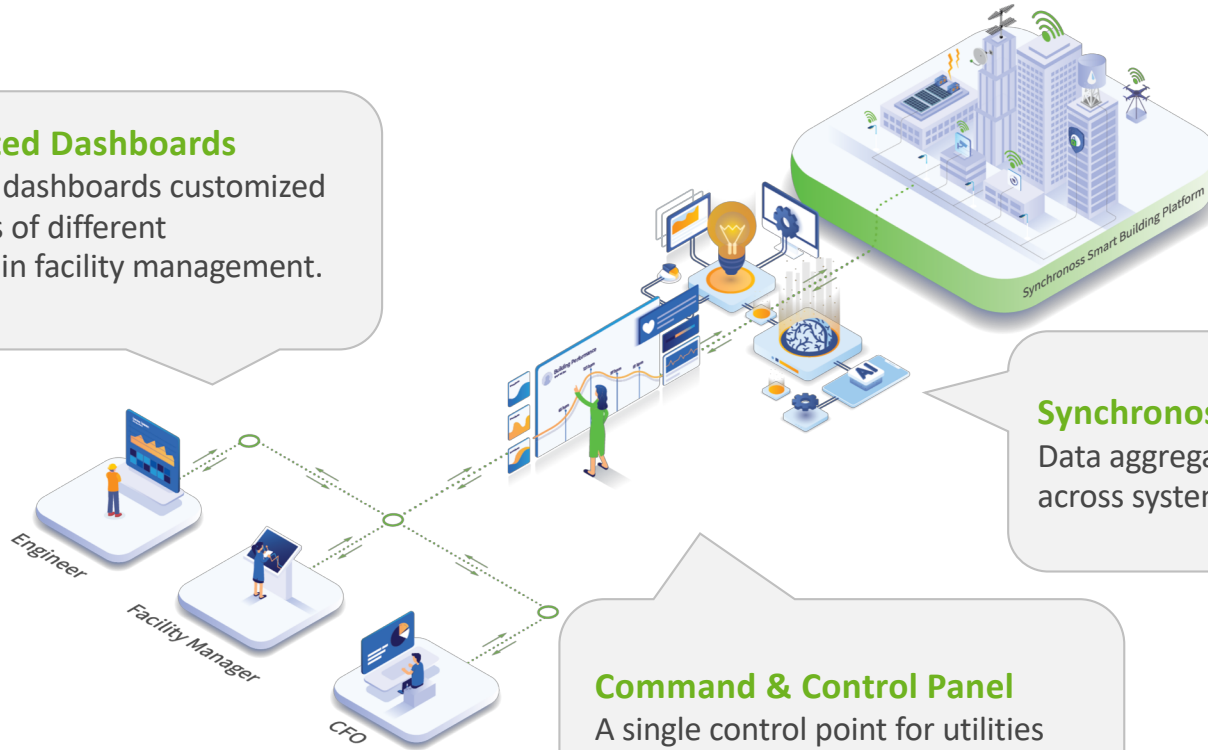 ted Dashboards
dashboards customized
s of different
in facility management.
Synchronoss Smart Building Platform
Building Performance
AI
Synchronos
Data aggrega
across system
Engineer
Facility Manager
CFO
Command & Control Panel
A single control point for utilities